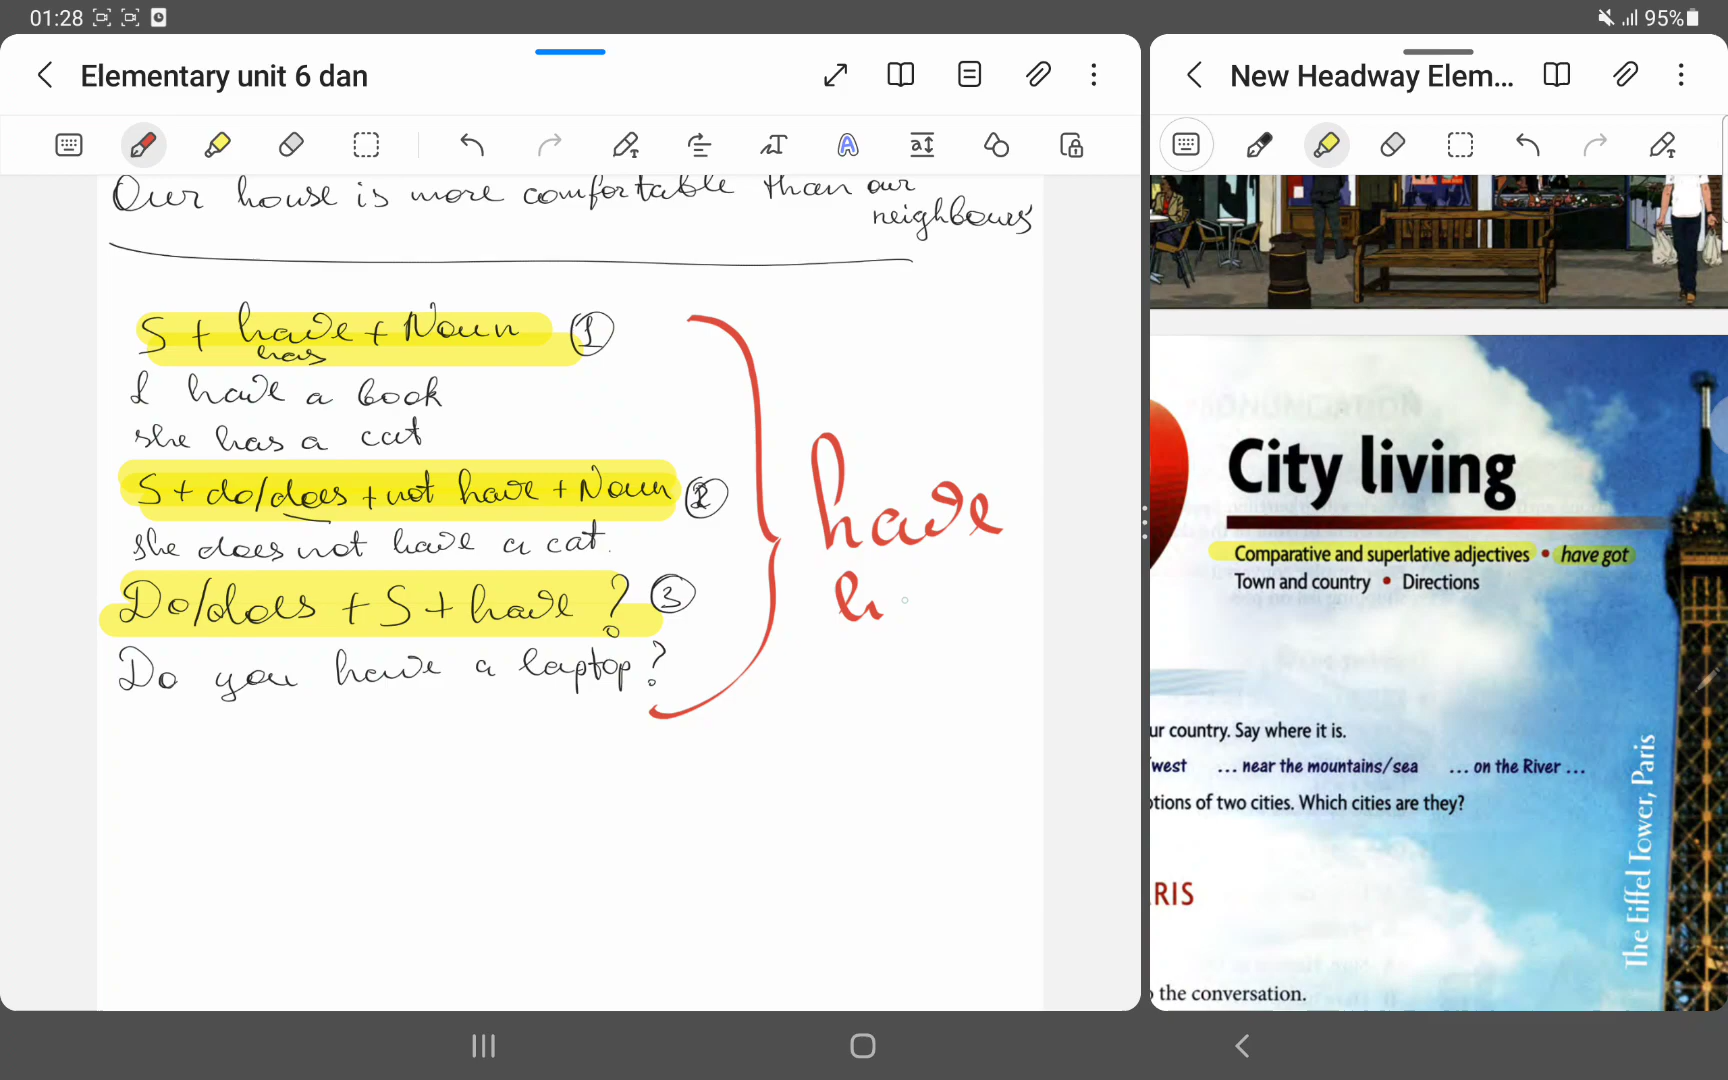 01:28
95%
Elementary unit 6 dan
Our house is more comfortable than our
neighbours
S + have + Noun ①
has
I have a book
she has a cat
S + do/does + not have + Noun ②
she does not have a cat.
Do/does + S + have ? ③
Do you have a laptop?
have
h
New Headway Elem...
City living
Comparative and superlative adjectives • have got
Town and country • Directions
ur country. Say where it is.
west ... near the mountains/sea ... on the River ...
tions of two cities. Which cities are they?
RIS
the conversation.
The Eiffel Tower, Paris